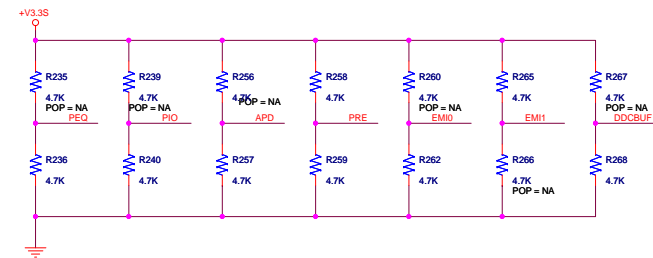 +V3.3S
R235
4.7K
POP = NA
PEQ
R236
4.7K
R239
4.7K
POP = NA
PIO
R240
4.7K
R256
4.7K
POP = NA
APD
R257
4.7K
R258
4.7K
PRE
R259
4.7K
R260
4.7K
POP = NA
EMI0
R262
4.7K
R265
4.7K
EMI1
R266
4.7K
POP = NA
R267
4.7K
POP = NA
DDCBUF
R268
4.7K